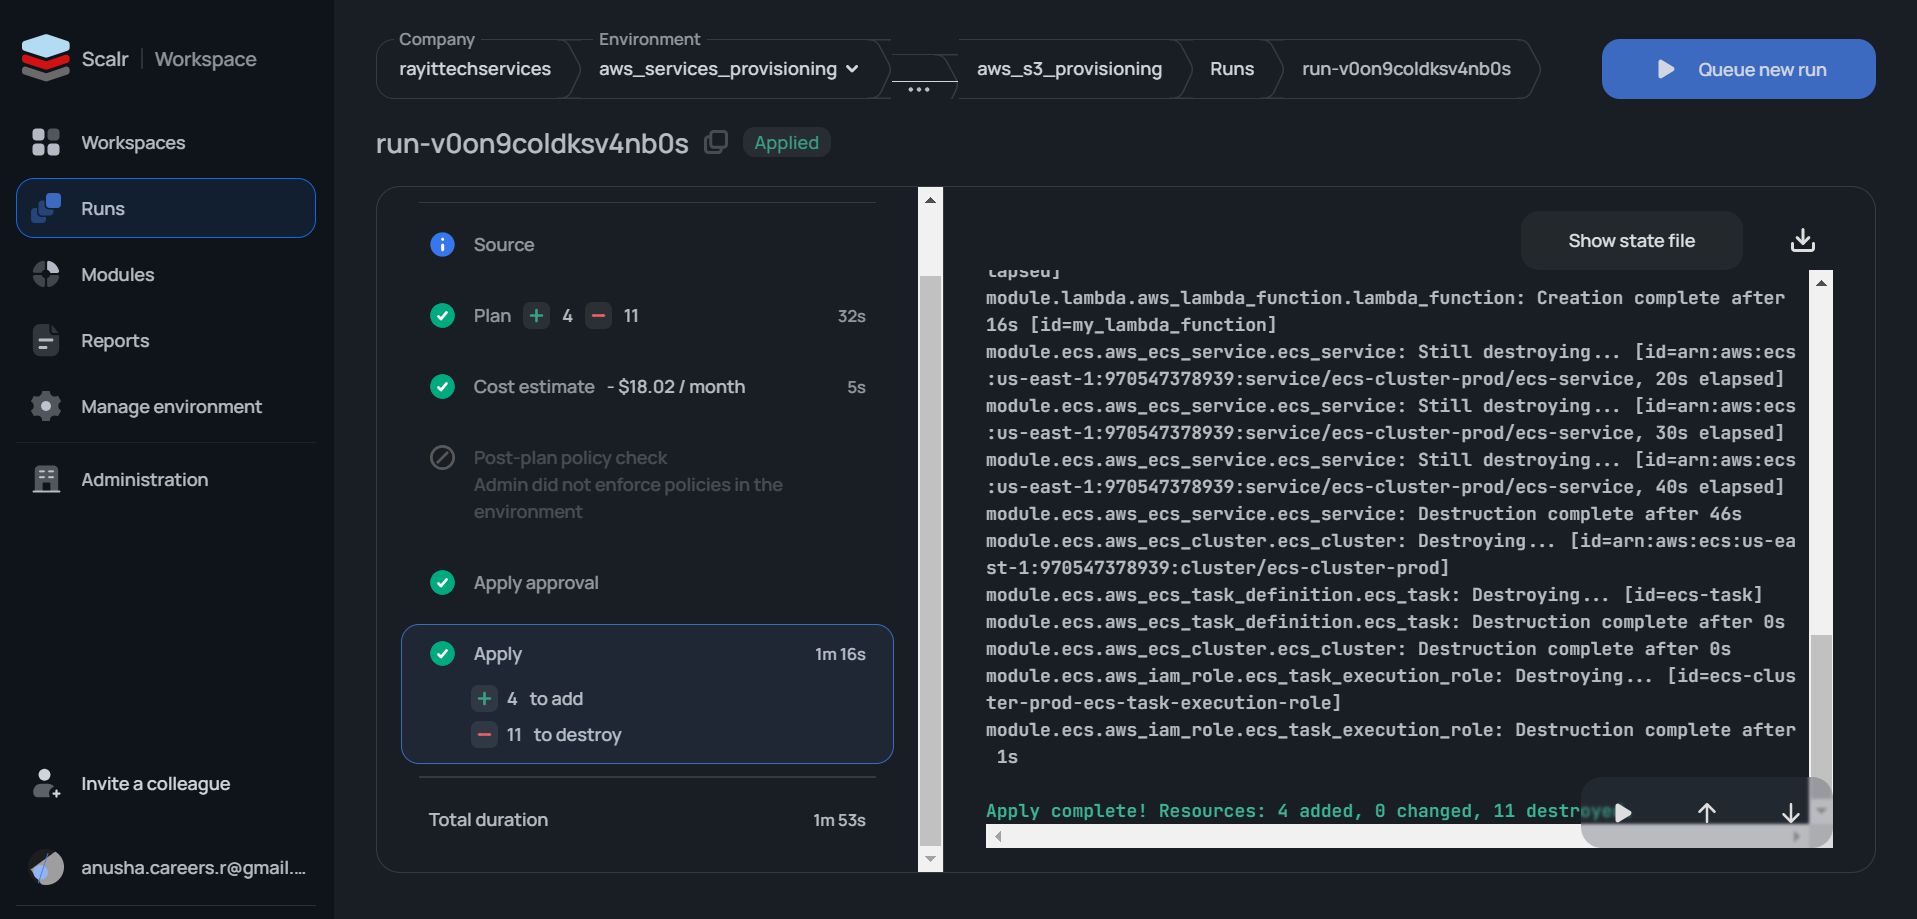 Scalr
Workspace
Workspaces
Runs
Modules
Reports
Manage environment
Administration
Invite a colleague
anusha.careers.r@gmail....
Company
rayittechservices
Environment
aws_services_provisioning
...
aws_s3_provisioning
Runs
run-v0on9coldksv4nb0s
Queue new run
run-v0on9coldksv4nb0s
Applied
Source
Plan + 4 − 11 32s
Cost estimate - $18.02 / month 5s
Post-plan policy check
Admin did not enforce policies in the
environment
Apply approval
Apply 1m 16s
+ 4 to add
− 11 to destroy
Total duration 1m 53s
Show state file
lapsed]
module.lambda.aws_lambda_function.lambda_function: Creation complete after
16s [id=my_lambda_function]
module.ecs.aws_ecs_service.ecs_service: Still destroying... [id=arn:aws:ecs
:us-east-1:970547378939:service/ecs-cluster-prod/ecs-service, 20s elapsed]
module.ecs.aws_ecs_service.ecs_service: Still destroying... [id=arn:aws:ecs
:us-east-1:970547378939:service/ecs-cluster-prod/ecs-service, 30s elapsed]
module.ecs.aws_ecs_service.ecs_service: Still destroying... [id=arn:aws:ecs
:us-east-1:970547378939:service/ecs-cluster-prod/ecs-service, 40s elapsed]
module.ecs.aws_ecs_service.ecs_service: Destruction complete after 46s
module.ecs.aws_ecs_cluster.ecs_cluster: Destroying... [id=arn:aws:ecs:us-ea
st-1:970547378939:cluster/ecs-cluster-prod]
module.ecs.aws_ecs_task_definition.ecs_task: Destroying... [id=ecs-task]
module.ecs.aws_ecs_task_definition.ecs_task: Destruction complete after 0s
module.ecs.aws_ecs_cluster.ecs_cluster: Destruction complete after 0s
module.ecs.aws_iam_role.ecs_task_execution_role: Destroying... [id=ecs-clus
ter-prod-ecs-task-execution-role]
module.ecs.aws_iam_role.ecs_task_execution_role: Destruction complete after
1s
Apply complete! Resources: 4 added, 0 changed, 11 destroye